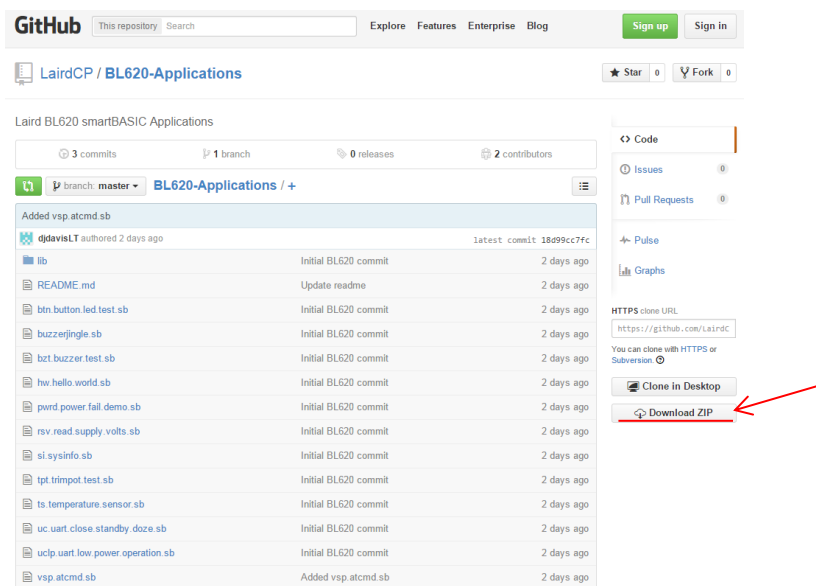 GitHub This repository Search Explore Features Enterprise Blog Sign up Sign in
LairdCP / BL620-Applications Star 0 Fork 0
Laird BL620 smartBASIC Applications
3 commits 1 branch 0 releases 2 contributors
branch: master BL620-Applications / +
Added vsp.atcmd.sb
djdavisLT authored 2 days ago latest commit 18d99cc7fc
lib Initial BL620 commit 2 days ago
README.md Update readme 2 days ago
btn.button.led.test.sb Initial BL620 commit 2 days ago
buzzerjingle.sb Initial BL620 commit 2 days ago
bzt.buzzer.test.sb Initial BL620 commit 2 days ago
hw.hello.world.sb Initial BL620 commit 2 days ago
pwrd.power.fail.demo.sb Initial BL620 commit 2 days ago
rsv.read.supply.volts.sb Initial BL620 commit 2 days ago
si.sysinfo.sb Initial BL620 commit 2 days ago
tpt.trimpot.test.sb Initial BL620 commit 2 days ago
ts.temperature.sensor.sb Initial BL620 commit 2 days ago
uc.uart.close.standby.doze.sb Initial BL620 commit 2 days ago
uclp.uart.low.power.operation.sb Initial BL620 commit 2 days ago
vsp.atcmd.sb Added vsp.atcmd.sb 2 days ago
Code
Issues 0
Pull Requests 0
Pulse
Graphs
HTTPS clone URL
https://github.com/LairdC
You can clone with HTTPS or
Subversion. ?
Clone in Desktop
Download ZIP